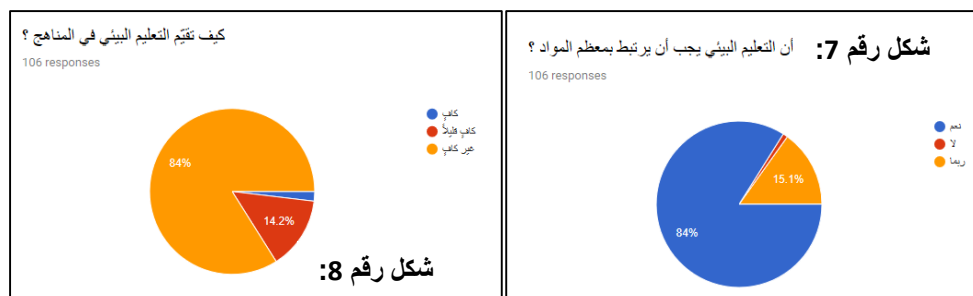 شكل رقم 7: أن التعليم البيئي يجب أن يرتبط بمعظم المواد ؟
106 responses
نعم
لا
ربما
15.1%
84%
كيف تقيّم التعليم البيئي في المناهج ؟
106 responses
كافٍ
كافٍ قليلاً
غير كافٍ
84%
14.2%
شكل رقم 8: